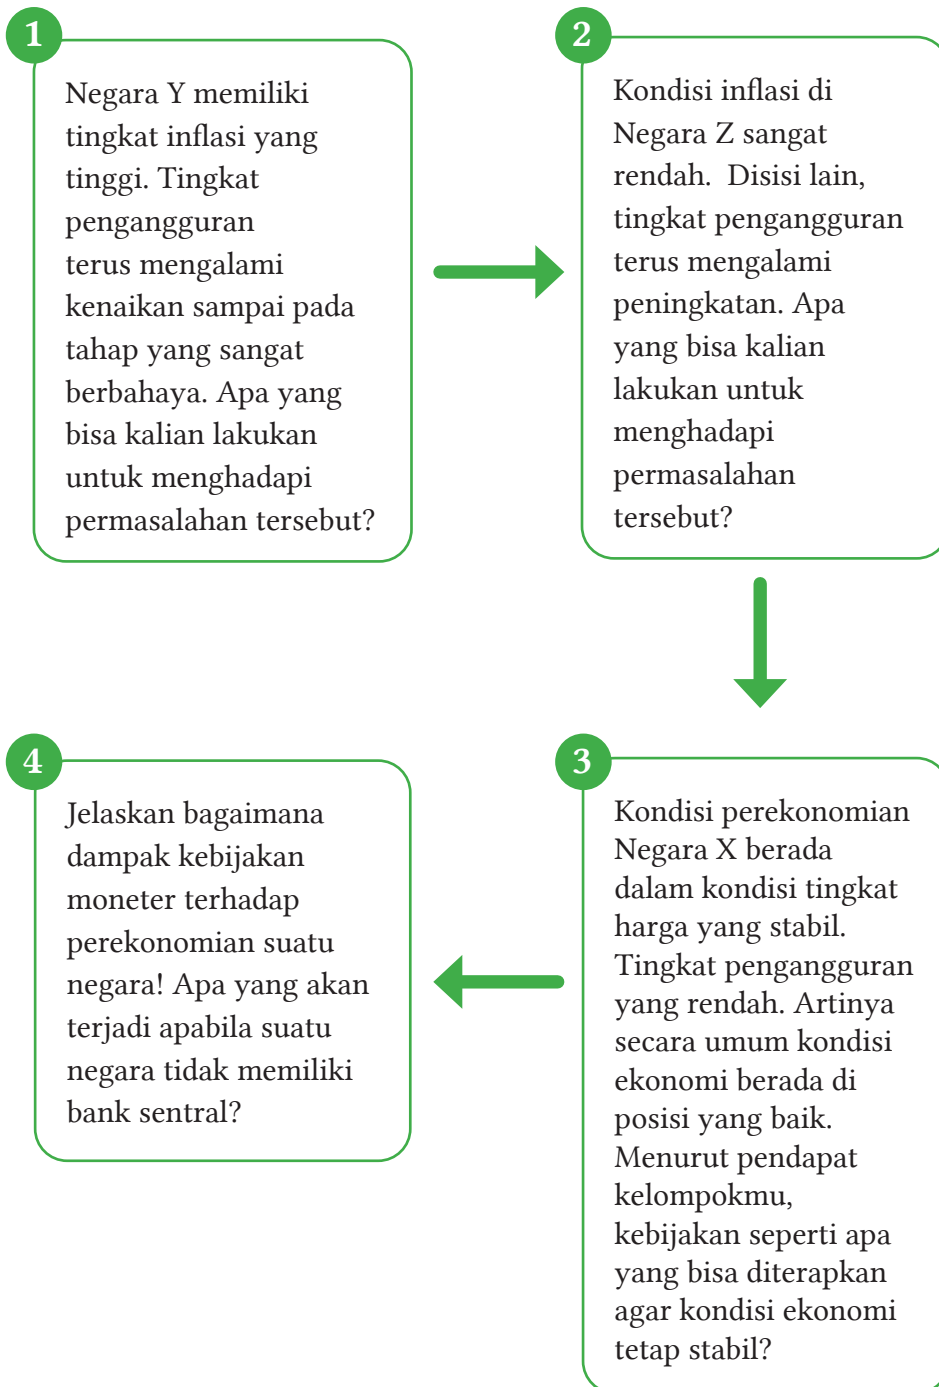 1
Negara Y memiliki
tingkat inflasi yang
tinggi. Tingkat
pengangguran
terus mengalami
kenaikan sampai pada
tahap yang sangat
berbahaya. Apa yang
bisa kalian lakukan
untuk menghadapi
permasalahan tersebut?
2
Kondisi inflasi di
Negara Z sangat
rendah.  Disisi lain,
tingkat pengangguran
terus mengalami
peningkatan. Apa
yang bisa kalian
lakukan untuk
menghadapi
permasalahan
tersebut?
3
Kondisi perekonomian
Negara X berada
dalam kondisi tingkat
harga yang stabil.
Tingkat pengangguran
yang rendah. Artinya
secara umum kondisi
ekonomi berada di
posisi yang baik.
Menurut pendapat
kelompokmu,
kebijakan seperti apa
yang bisa diterapkan
agar kondisi ekonomi
tetap stabil?
4
Jelaskan bagaimana
dampak kebijakan
moneter terhadap
perekonomian suatu
negara! Apa yang akan
terjadi apabila suatu
negara tidak memiliki
bank sentral?